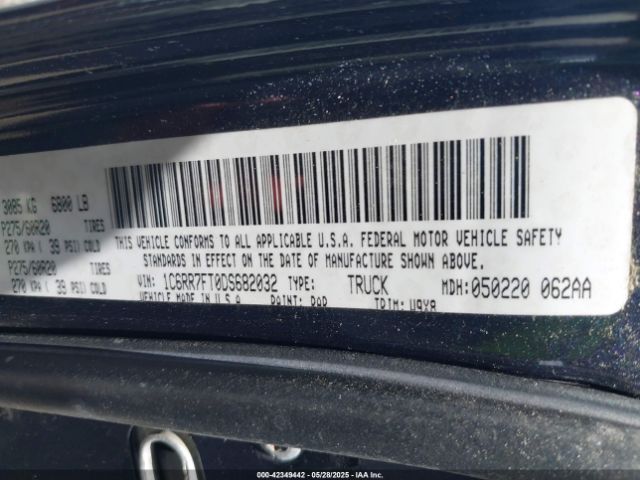 3085 KG 6800 LB
P275/60R20 TIRES
270 KPA ( 39 PSI) COLD
P275/60R20 TIRES
270 KPA ( 39 PSI) COLD
THIS VEHICLE CONFORMS TO ALL APPLICABLE U.S.A. FEDERAL MOTOR VEHICLE SAFETY
STANDARDS IN EFFECT ON THE DATE OF MANUFACTURE SHOWN ABOVE.
VIN: 1C6RR7FT0DS682032 TYPE: TRUCK MDH: 050220 062AA
VEHICLE MADE IN U.S.A PAINT: PAR TRIM: V9X8
00-42349442 | 05/28/2025 | IAA Inc.